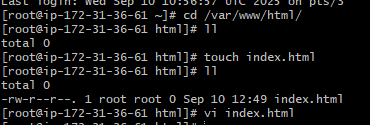 Last login: Wed Sep 10 10:56:57 UTC 2025 on pts/3
[root@ip-172-31-36-61 ~]# cd /var/www/html/
[root@ip-172-31-36-61 html]# ll
total 0
[root@ip-172-31-36-61 html]# touch index.html
[root@ip-172-31-36-61 html]# ll
total 0
-rw-r--r--. 1 root root 0 Sep 10 12:49 index.html
[root@ip-172-31-36-61 html]# vi index.html